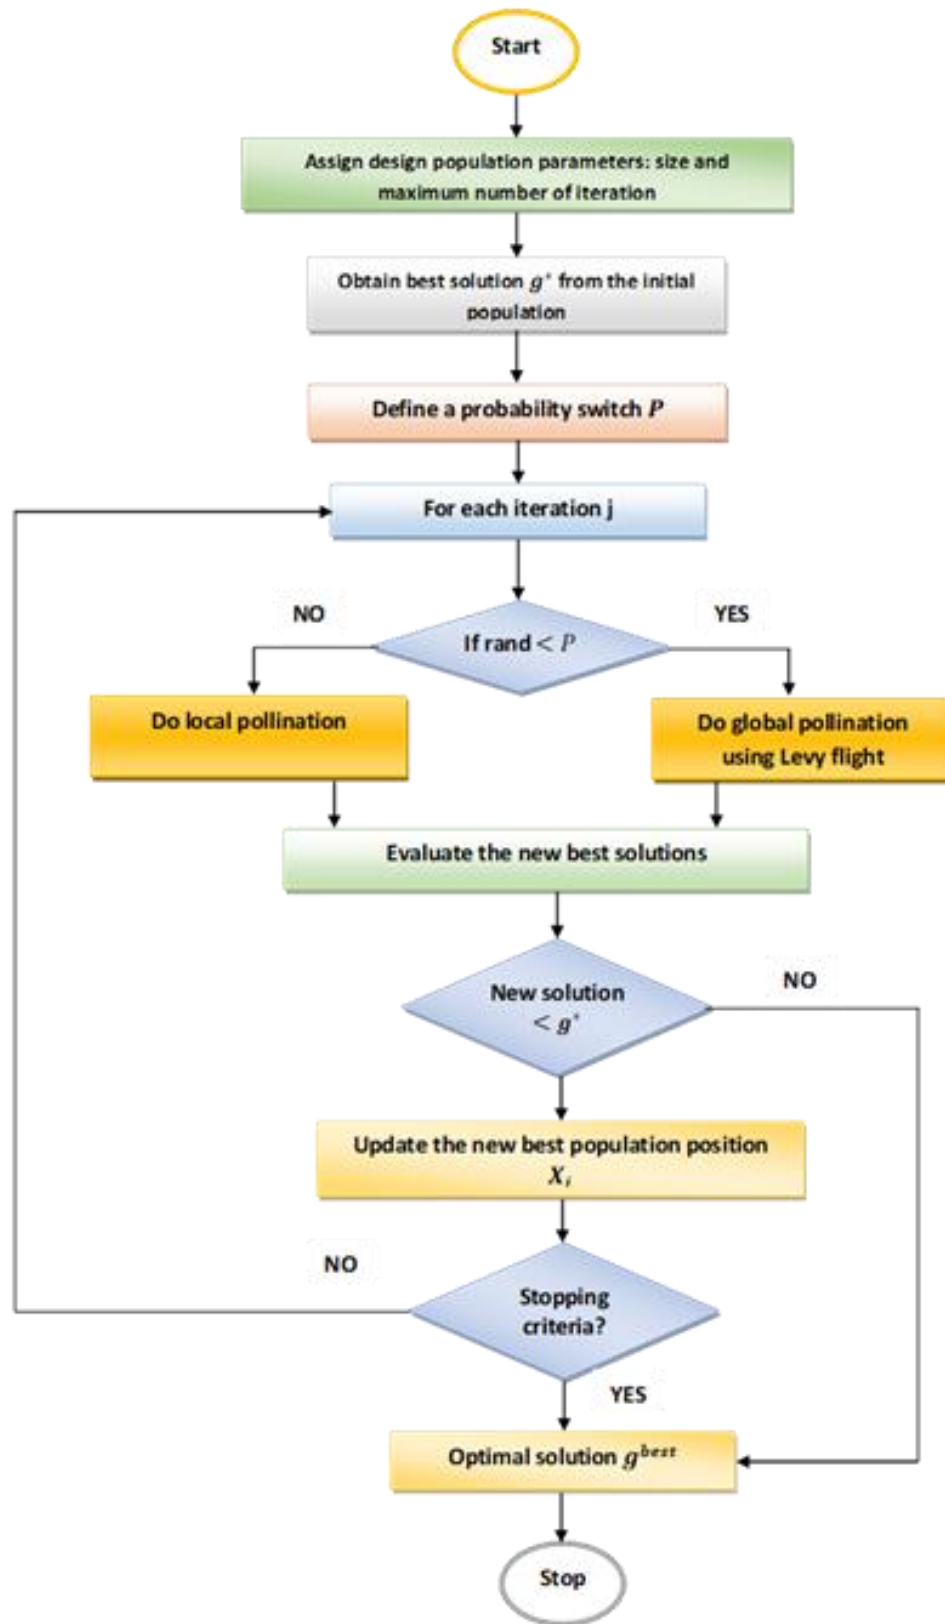 Start
Assign design population parameters: size and
maximum number of iteration
Obtain best solution g* from the initial
population
Define a probability switch P
For each iteration j
NO
YES
If rand < P
Do local pollination
Do global pollination
using Levy flight
Evaluate the new best solutions
New solution
< g*
NO
Update the new best population position
Xᵢ
NO
Stopping
criteria?
YES
Optimal solution g^best
Stop